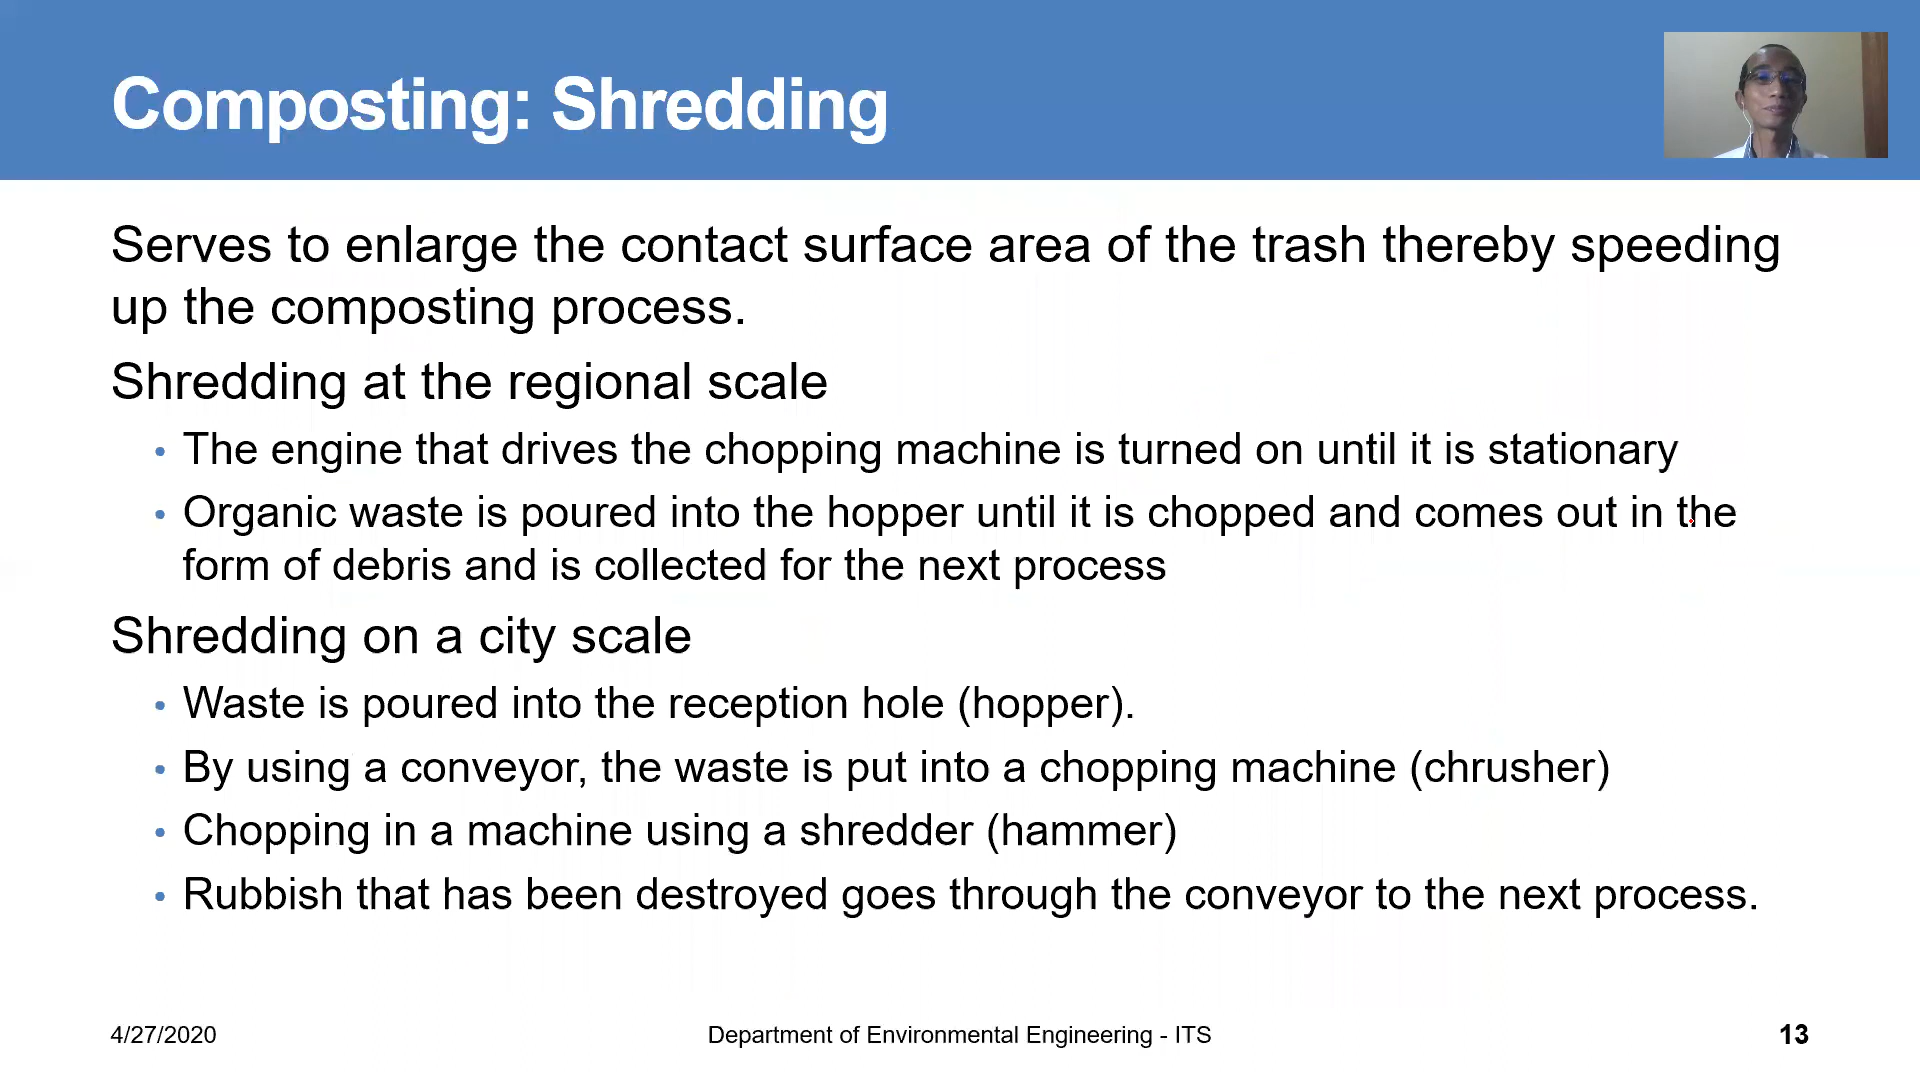 Composting: Shredding
Serves to enlarge the contact surface area of the trash thereby speeding
up the composting process.
Shredding at the regional scale
• The engine that drives the chopping machine is turned on until it is stationary
• Organic waste is poured into the hopper until it is chopped and comes out in the
form of debris and is collected for the next process
Shredding on a city scale
• Waste is poured into the reception hole (hopper).
• By using a conveyor, the waste is put into a chopping machine (chrusher)
• Chopping in a machine using a shredder (hammer)
• Rubbish that has been destroyed goes through the conveyor to the next process.
4/27/2020 Department of Environmental Engineering - ITS 13